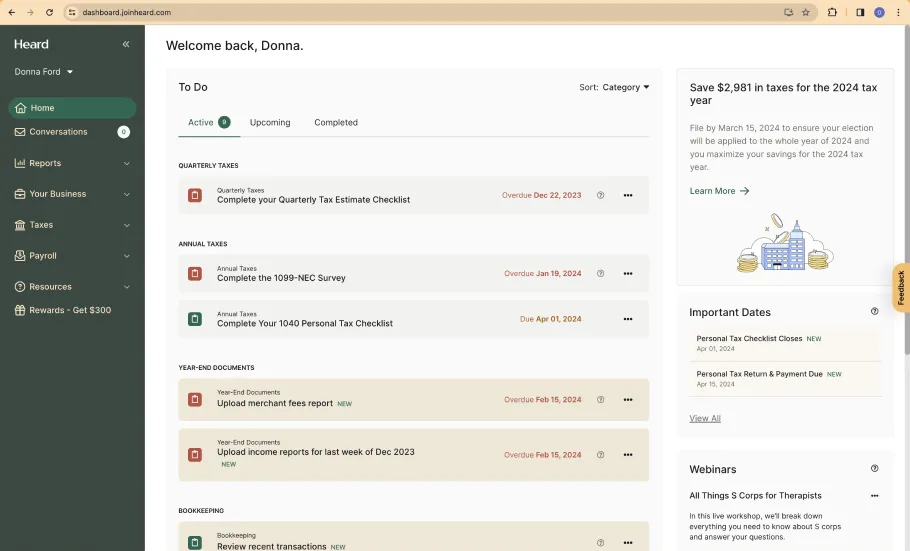 dashboard.joinheard.com
Heard
Donna Ford
Home
Conversations 0
Reports
Your Business
Taxes
Payroll
Resources
Rewards - Get $300
Welcome back, Donna.
To Do
Sort: Category
Active 9 Upcoming Completed
QUARTERLY TAXES
Quarterly Taxes
Complete your Quarterly Tax Estimate Checklist
Overdue Dec 22, 2023
ANNUAL TAXES
Annual Taxes
Complete the 1099-NEC Survey
Overdue Jan 19, 2024
Annual Taxes
Complete Your 1040 Personal Tax Checklist
Due Apr 01, 2024
YEAR-END DOCUMENTS
Year-End Documents
Upload merchant fees report NEW
Overdue Feb 15, 2024
Year-End Documents
Upload income reports for last week of Dec 2023
NEW
Overdue Feb 15, 2024
BOOKKEEPING
Bookkeeping
Review recent transactions NEW
Save $2,981 in taxes for the 2024 tax
year
File by March 15, 2024 to ensure your election
will be applied to the whole year of 2024 and
you maximize your savings for the 2024 tax
year.
Learn More
Feedback
Important Dates
Personal Tax Checklist Closes NEW
Apr 01, 2024
Personal Tax Return & Payment Due NEW
Apr 15, 2024
View All
Webinars
All Things S Corps for Therapists
In this live workshop, we'll break down
everything you need to know about S corps
and answer your questions.